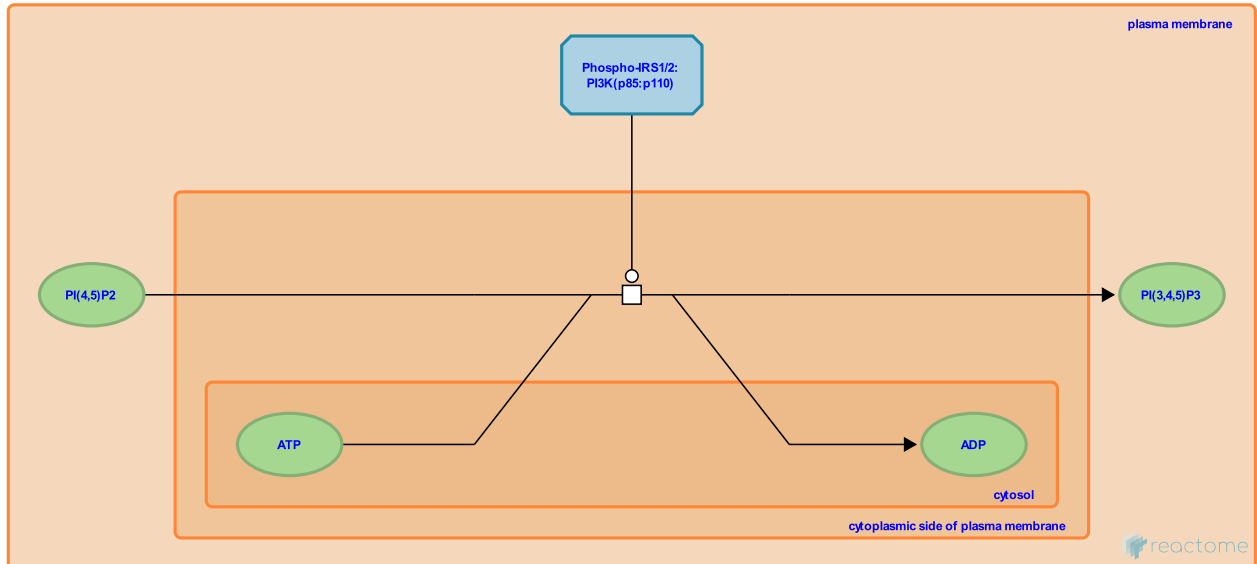 plasma membrane
Phospho-IRS1/2:
PI3K(p85:p110)
PI(4,5)P2
PI(3,4,5)P3
ATP
ADP
cytosol
cytoplasmic side of plasma membrane
reactome